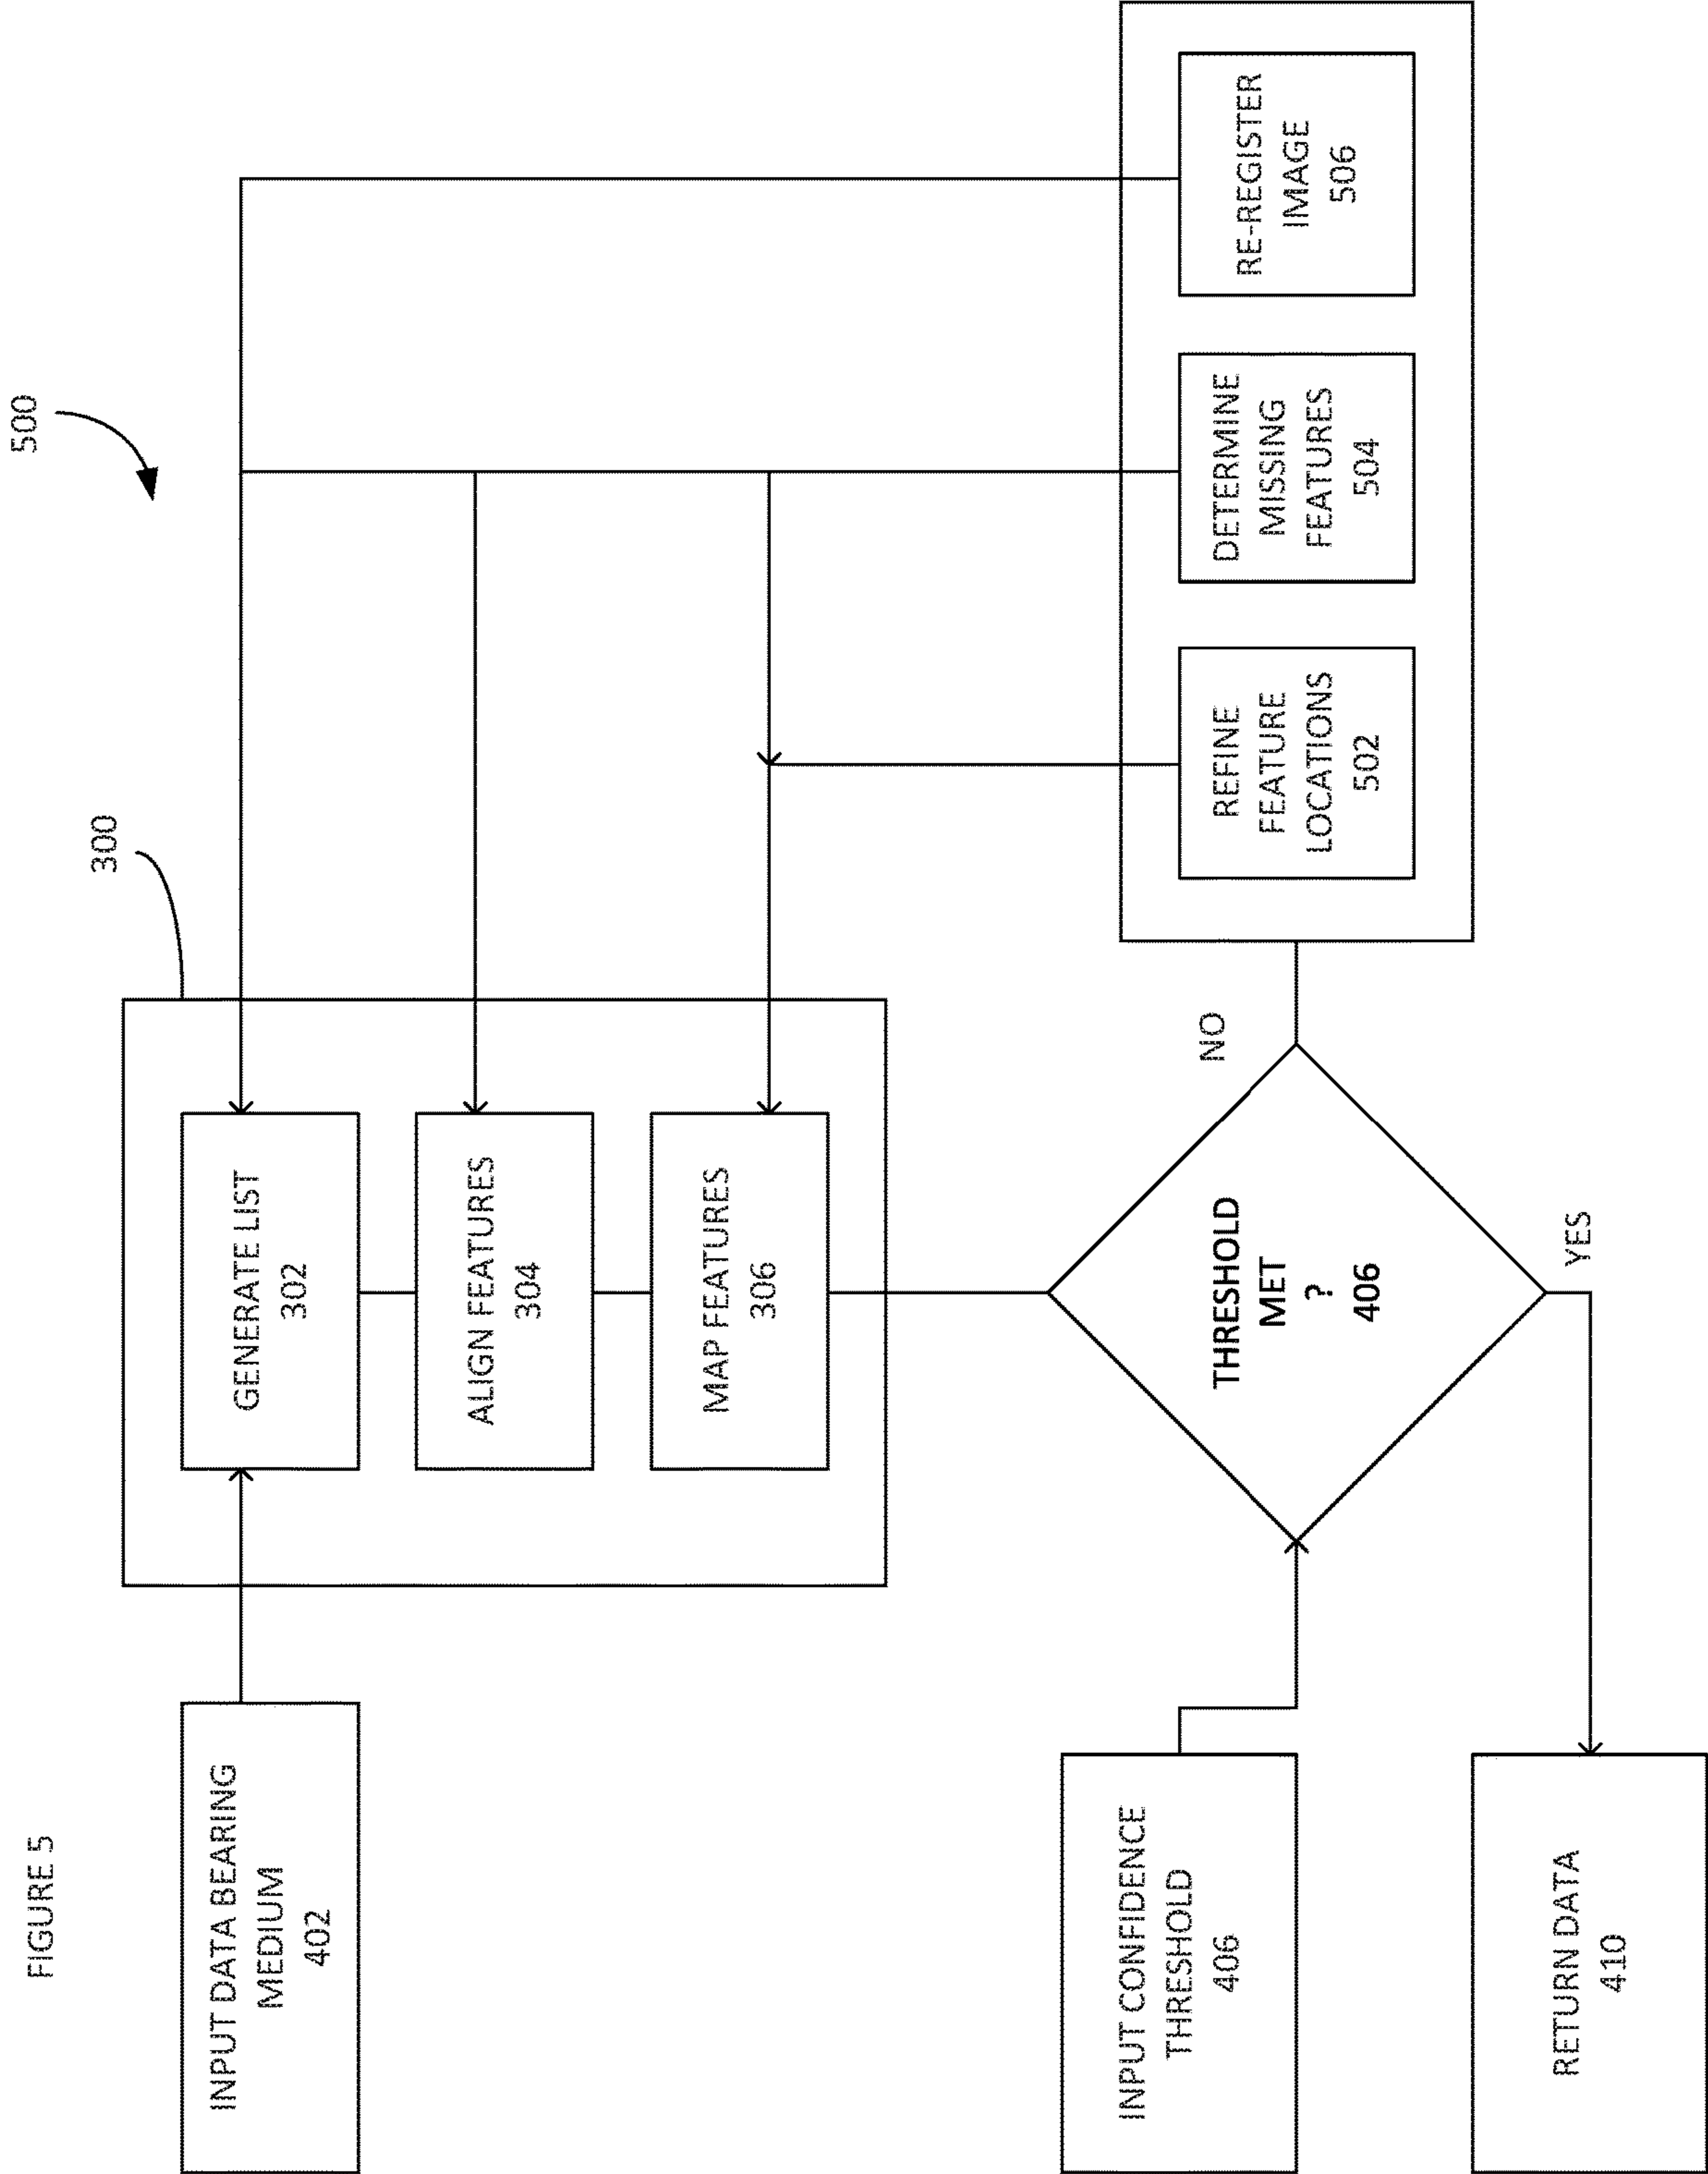 FIGURE 5
500
300
INPUT DATA BEARING
MEDIUM
402
GENERATE LIST
302
ALIGN FEATURES
304
MAP FEATURES
306
INPUT CONFIDENCE
THRESHOLD
406
THRESHOLD
MET
?
406
NO
YES
REFINE
FEATURE
LOCATIONS
502
DETERMINE
MISSING
FEATURES
504
RE-REGISTER
IMAGE
506
RETURN DATA
410